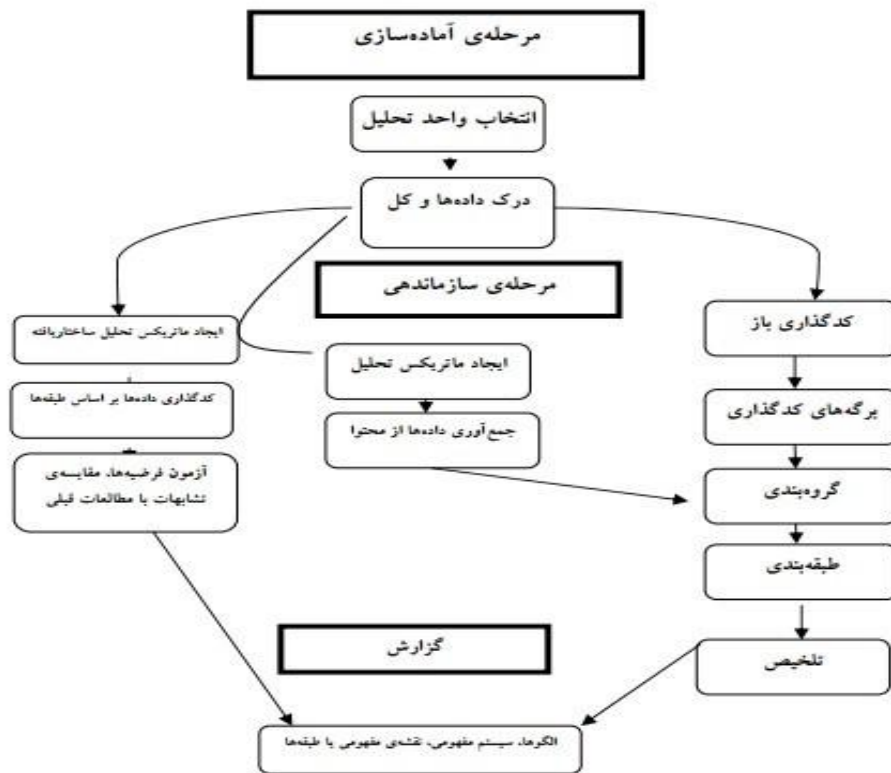 مرحله‌ی آماده‌سازی
انتخاب واحد تحلیل
درک داده‌ها و کل
مرحله‌ی سازماندهی
کدگذاری باز
ایجاد ماتریکس تحلیل ساختاریافته
ایجاد ماتریکس تحلیل
کدگذاری داده‌ها بر اساس طبقه‌ها
برگه‌های کدگذاری
جمع‌آوری داده‌ها از محتوا
آزمون فرضیه‌ها، مقایسه‌ی
تشابهات با مطالعات قبلی
گروه‌بندی
طبقه‌بندی
گزارش
تلخیص
الگوها، سیستم مفهومی، نقشه‌ی مفهومی یا طبقه‌ها